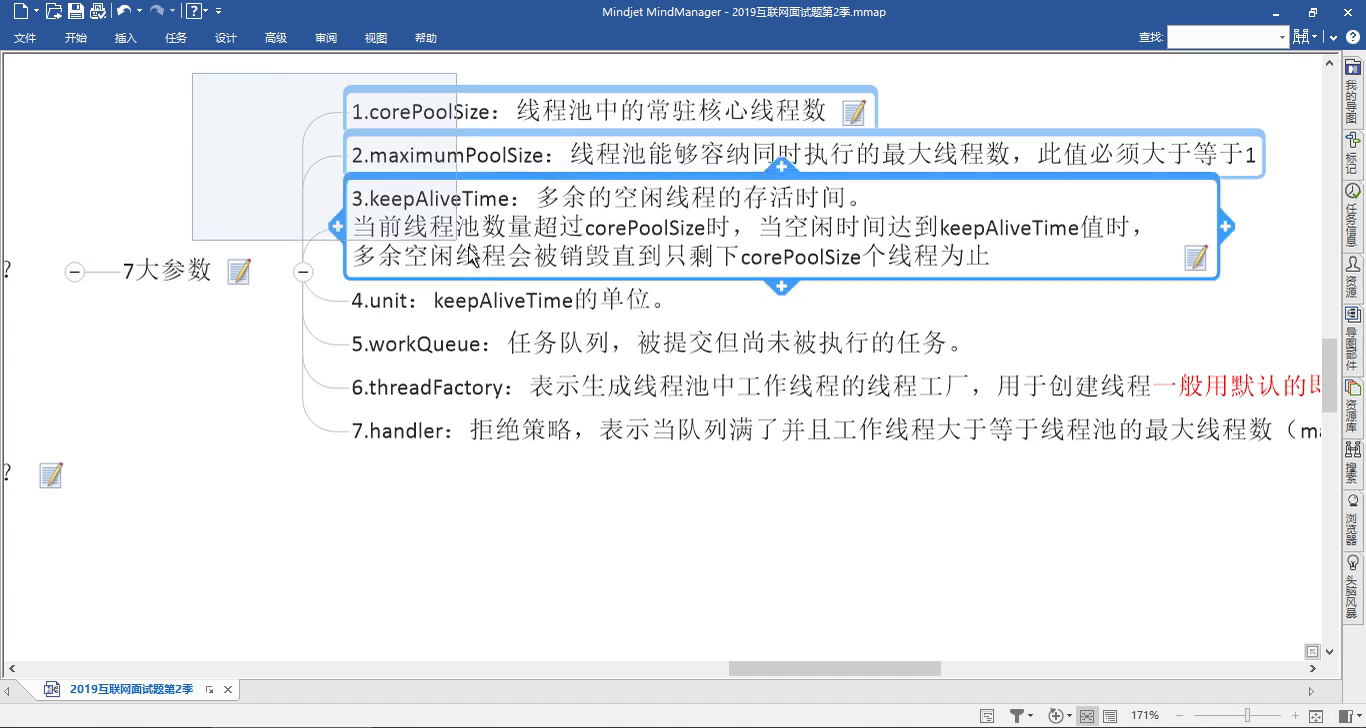 Mindjet MindManager - 2019互联网面试题第2季.mmap
文件 开始 插入 任务 设计 高级 审阅 视图 帮助
查找:
1.corePoolSize：线程池中的常驻核心线程数
2.maximumPoolSize：线程池能够容纳同时执行的最大线程数，此值必须大于等于1
3.keepAliveTime：多余的空闲线程的存活时间。
当前线程池数量超过corePoolSize时，当空闲时间达到keepAliveTime值时，
多余空闲线程会被销毁直到只剩下corePoolSize个线程为止
?
7大参数
4.unit：keepAliveTime的单位。
5.workQueue：任务队列，被提交但尚未被执行的任务。
6.threadFactory：表示生成线程池中工作线程的线程工厂，用于创建线程一般用默认的
7.handler：拒绝策略，表示当队列满了并且工作线程大于等于线程池的最大线程数（ma
?
我的导图
标记
任务信息
资源
导图部件
资源库
搜索
浏览器
头脑风暴
2019互联网面试题第2季
171%